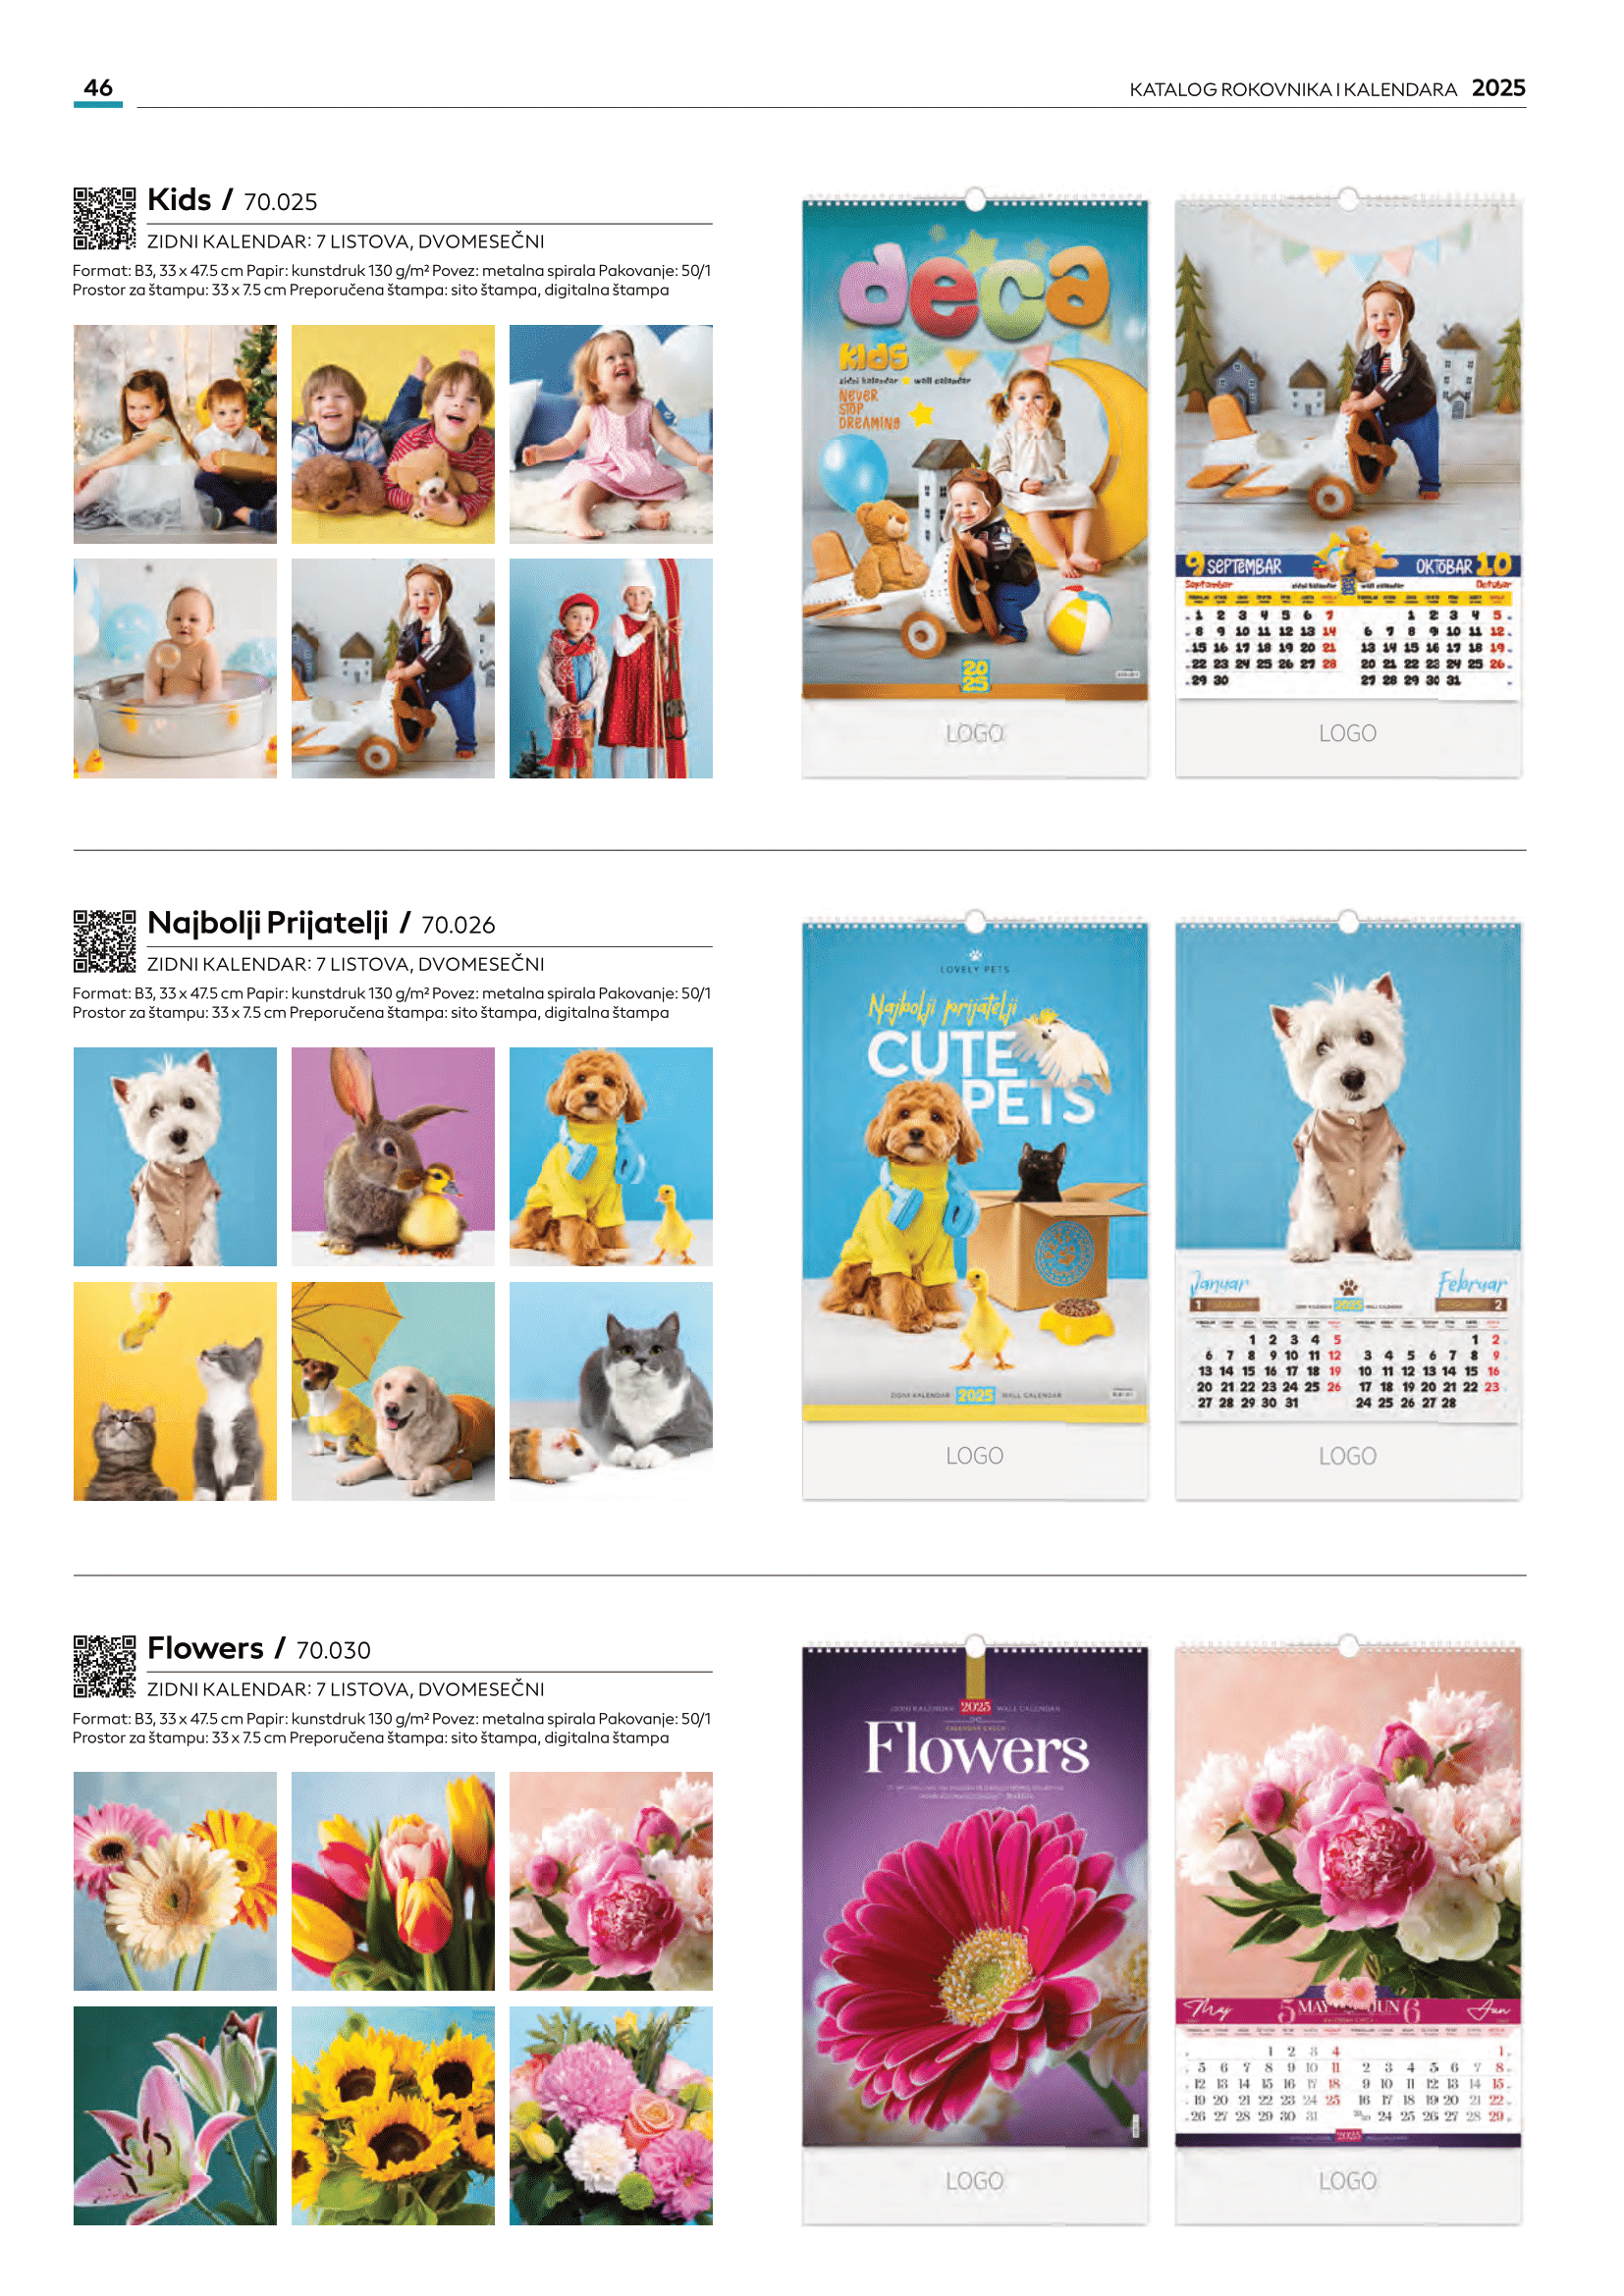 46
KATALOG ROKOVNIKA I KALENDARA 2025
Kids / 70.025
ZIDNI KALENDAR: 7 LISTOVA, DVOMESEČNI
Format: B3, 33 x 47.5 cm Papir: kunstdruk 130 g/m² Povez: metalna spirala Pakovanje: 50/1
Prostor za štampu: 33 x 7.5 cm Preporučena štampa: sito štampa, digitalna štampa
deca
KIDS
zidni kalendar wall calendar
NEVER
STOP
DREAMING
20
25
LOGO
9 SEPTEMBAR OKTOBAR 10
September October
zidni kalendar wall calendar
1 2 3 4 5 6 7 1 2 3 4 5
8 9 10 11 12 13 14 6 7 8 9 10 11 12
15 16 17 18 19 20 21 13 14 15 16 17 18 19
22 23 24 25 26 27 28 20 21 22 23 24 25 26
29 30 27 28 29 30 31
LOGO
Najbolji Prijatelji / 70.026
ZIDNI KALENDAR: 7 LISTOVA, DVOMESEČNI
Format: B3, 33 x 47.5 cm Papir: kunstdruk 130 g/m² Povez: metalna spirala Pakovanje: 50/1
Prostor za štampu: 33 x 7.5 cm Preporučena štampa: sito štampa, digitalna štampa
LOVELY PETS
Najbolji prijatelji
CUTE
PETS
ZIDNI KALENDAR 2025 WALL CALENDAR
LOGO
Januar Februar
1 2025 2
1 2 3 4 5 1 2
6 7 8 9 10 11 12 3 4 5 6 7 8 9
13 14 15 16 17 18 19 10 11 12 13 14 15 16
20 21 22 23 24 25 26 17 18 19 20 21 22 23
27 28 29 30 31 24 25 26 27 28
LOGO
Flowers / 70.030
ZIDNI KALENDAR: 7 LISTOVA, DVOMESEČNI
Format: B3, 33 x 47.5 cm Papir: kunstdruk 130 g/m² Povez: metalna spirala Pakovanje: 50/1
Prostor za štampu: 33 x 7.5 cm Preporučena štampa: sito štampa, digitalna štampa
ZIDNI KALENDAR 2025 WALL CALENDAR
Flowers
LOGO
Maj 5 MAY JUN 6 Jun
1 2 3 4 1
5 6 7 8 9 10 11 2 3 4 5 6 7 8
12 13 14 15 16 17 18 9 10 11 12 13 14 15
19 20 21 22 23 24 25 16 17 18 19 20 21 22
26 27 28 29 30 31 23/30 24 25 26 27 28 29
2025
LOGO